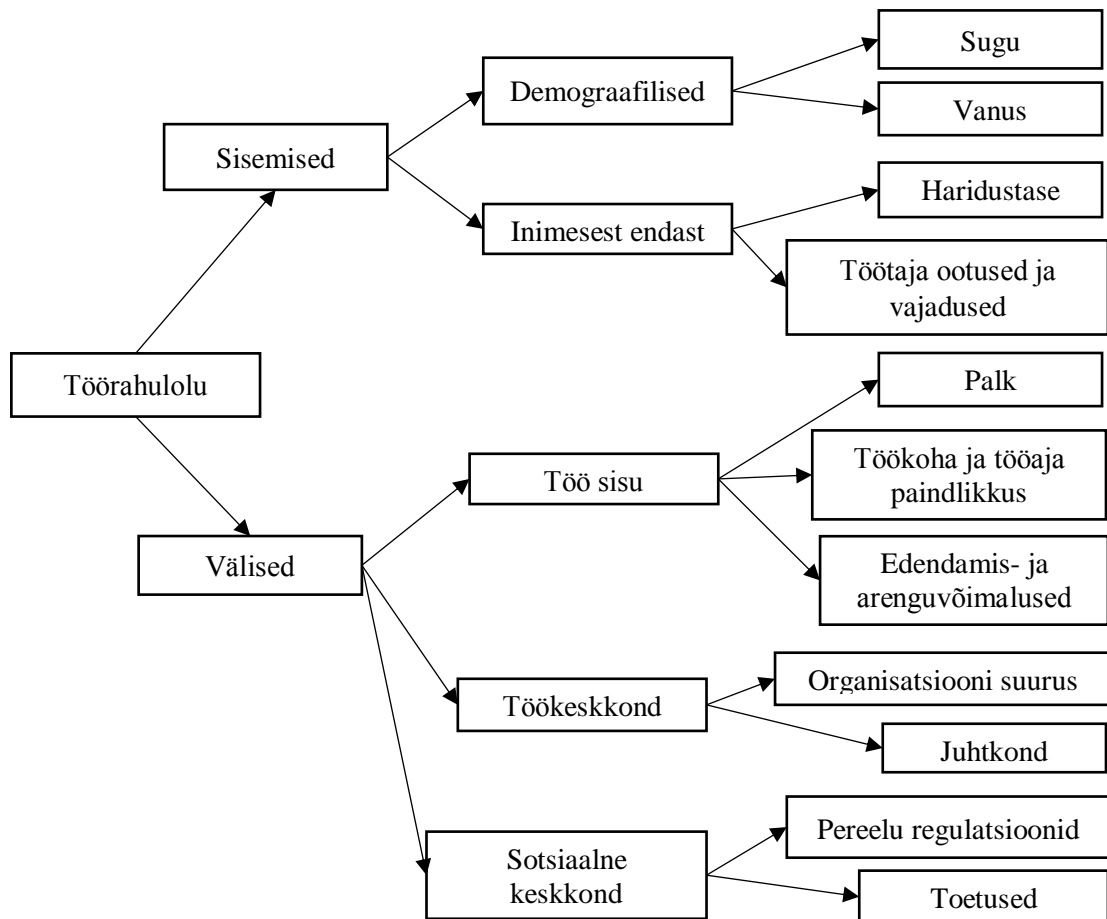 Sugu
Demograafilised
Vanus
Sisemised
Haridustase
Inimesest endast
Töötaja ootused ja
vajadused
Töörahulolu
Palk
Töökoha ja tööaja
paindlikkus
Töö sisu
Edendamis- ja
arenguvõimalused
Välised
Organisatsiooni suurus
Töökeskkond
Juhtkond
Pereelu regulatsioonid
Sotsiaalne
keskkond
Toetused